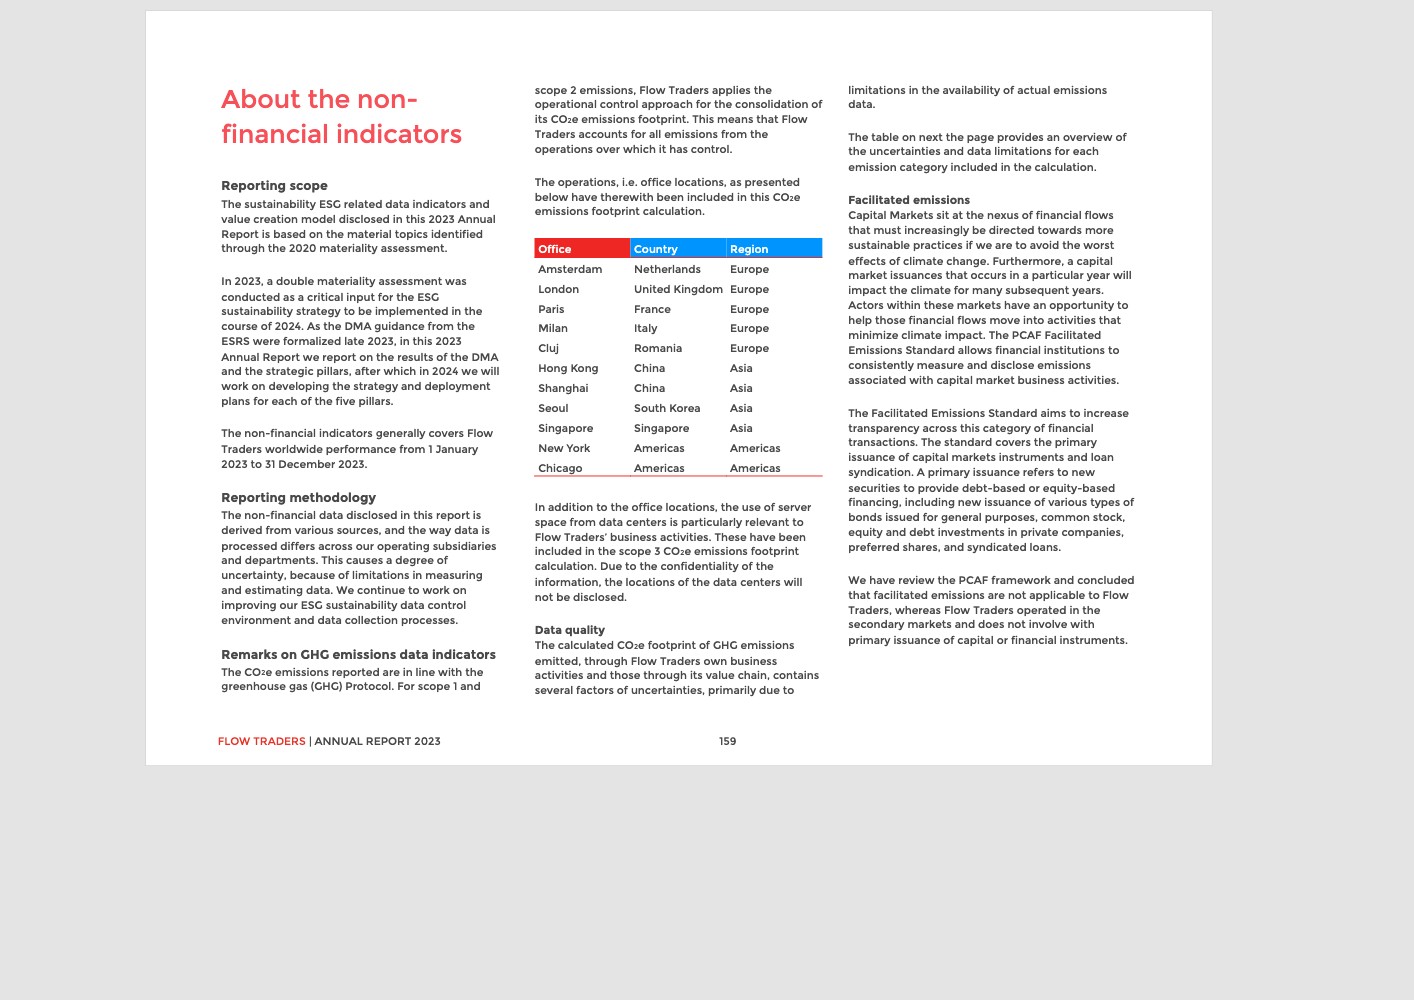 About the non-
financial indicators
Reporting scope
The sustainability ESG related data indicators and
value creation model disclosed in this 2023 Annual
Report is based on the material topics identified
through the 2020 materiality assessment.
In 2023, a double materiality assessment was
conducted as a critical input for the ESG
sustainability strategy to be implemented in the
course of 2024. As the DMA guidance from the
ESRS were formalized late 2023, in this 2023
Annual Report we report on the results of the DMA
and the strategic pillars, after which in 2024 we will
work on developing the strategy and deployment
plans for each of the five pillars.
The non-financial indicators generally covers Flow
Traders worldwide performance from 1 January
2023 to 31 December 2023.
Reporting methodology
The non-financial data disclosed in this report is
derived from various sources, and the way data is
processed differs across our operating subsidiaries
and departments. This causes a degree of
uncertainty, because of limitations in measuring
and estimating data. We continue to work on
improving our ESG sustainability data control
environment and data collection processes.
Remarks on GHG emissions data indicators
The CO₂e emissions reported are in line with the
greenhouse gas (GHG) Protocol. For scope 1 and
scope 2 emissions, Flow Traders applies the
operational control approach for the consolidation of
its CO₂e emissions footprint. This means that Flow
Traders accounts for all emissions from the
operations over which it has control.
The operations, i.e. office locations, as presented
below have therewith been included in this CO₂e
emissions footprint calculation.
Office Country Region
Amsterdam Netherlands Europe
London United Kingdom Europe
Paris France Europe
Milan Italy Europe
Cluj Romania Europe
Hong Kong China Asia
Shanghai China Asia
Seoul South Korea Asia
Singapore Singapore Asia
New York Americas Americas
Chicago Americas Americas
In addition to the office locations, the use of server
space from data centers is particularly relevant to
Flow Traders' business activities. These have been
included in the scope 3 CO₂e emissions footprint
calculation. Due to the confidentiality of the
information, the locations of the data centers will
not be disclosed.
Data quality
The calculated CO₂e footprint of GHG emissions
emitted, through Flow Traders own business
activities and those through its value chain, contains
several factors of uncertainties, primarily due to
limitations in the availability of actual emissions
data.
The table on next the page provides an overview of
the uncertainties and data limitations for each
emission category included in the calculation.
Facilitated emissions
Capital Markets sit at the nexus of financial flows
that must increasingly be directed towards more
sustainable practices if we are to avoid the worst
effects of climate change. Furthermore, a capital
market issuances that occurs in a particular year will
impact the climate for many subsequent years.
Actors within these markets have an opportunity to
help those financial flows move into activities that
minimize climate impact. The PCAF Facilitated
Emissions Standard allows financial institutions to
consistently measure and disclose emissions
associated with capital market business activities.
The Facilitated Emissions Standard aims to increase
transparency across this category of financial
transactions. The standard covers the primary
issuance of capital markets instruments and loan
syndication. A primary issuance refers to new
securities to provide debt-based or equity-based
financing, including new issuance of various types of
bonds issued for general purposes, common stock,
equity and debt investments in private companies,
preferred shares, and syndicated loans.
We have review the PCAF framework and concluded
that facilitated emissions are not applicable to Flow
Traders, whereas Flow Traders operated in the
secondary markets and does not involve with
primary issuance of capital or financial instruments.
FLOW TRADERS | ANNUAL REPORT 2023 159